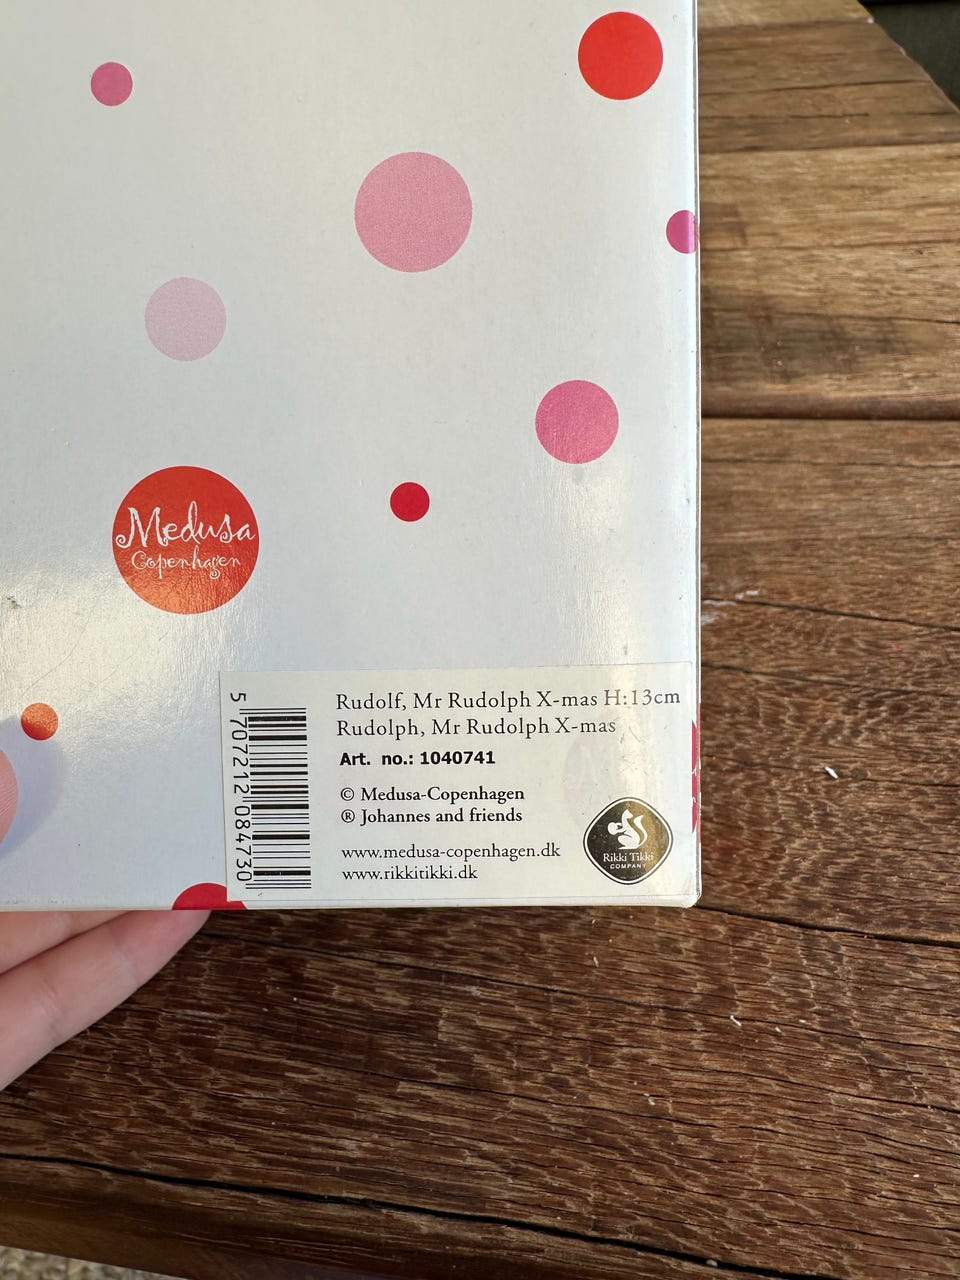 Medusa
Copenhagen
Rudolf, Mr Rudolph X-mas H:13cm
Rudolph, Mr Rudolph X-mas
Art. no.: 1040741
© Medusa-Copenhagen
® Johannes and friends
www.medusa-copenhagen.dk
www.rikkitikki.dk
5 707212 084730
Rikki Tikki
COMPANY